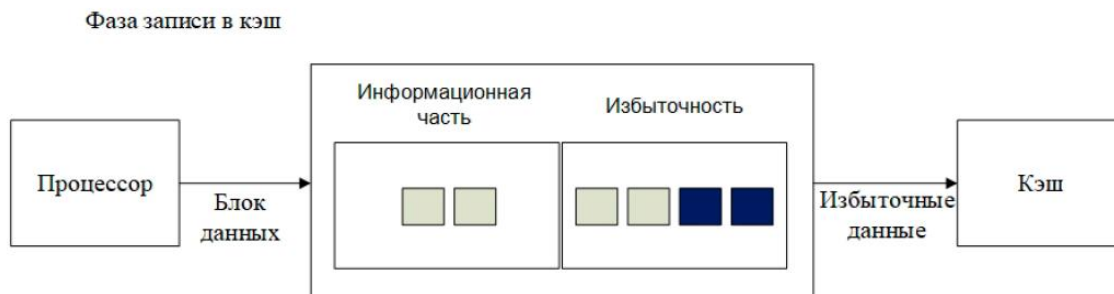 Фаза записи в кэш
Информационная
часть
Избыточность
Процессор
Блок
данных
Избыточные
данные
Кэш